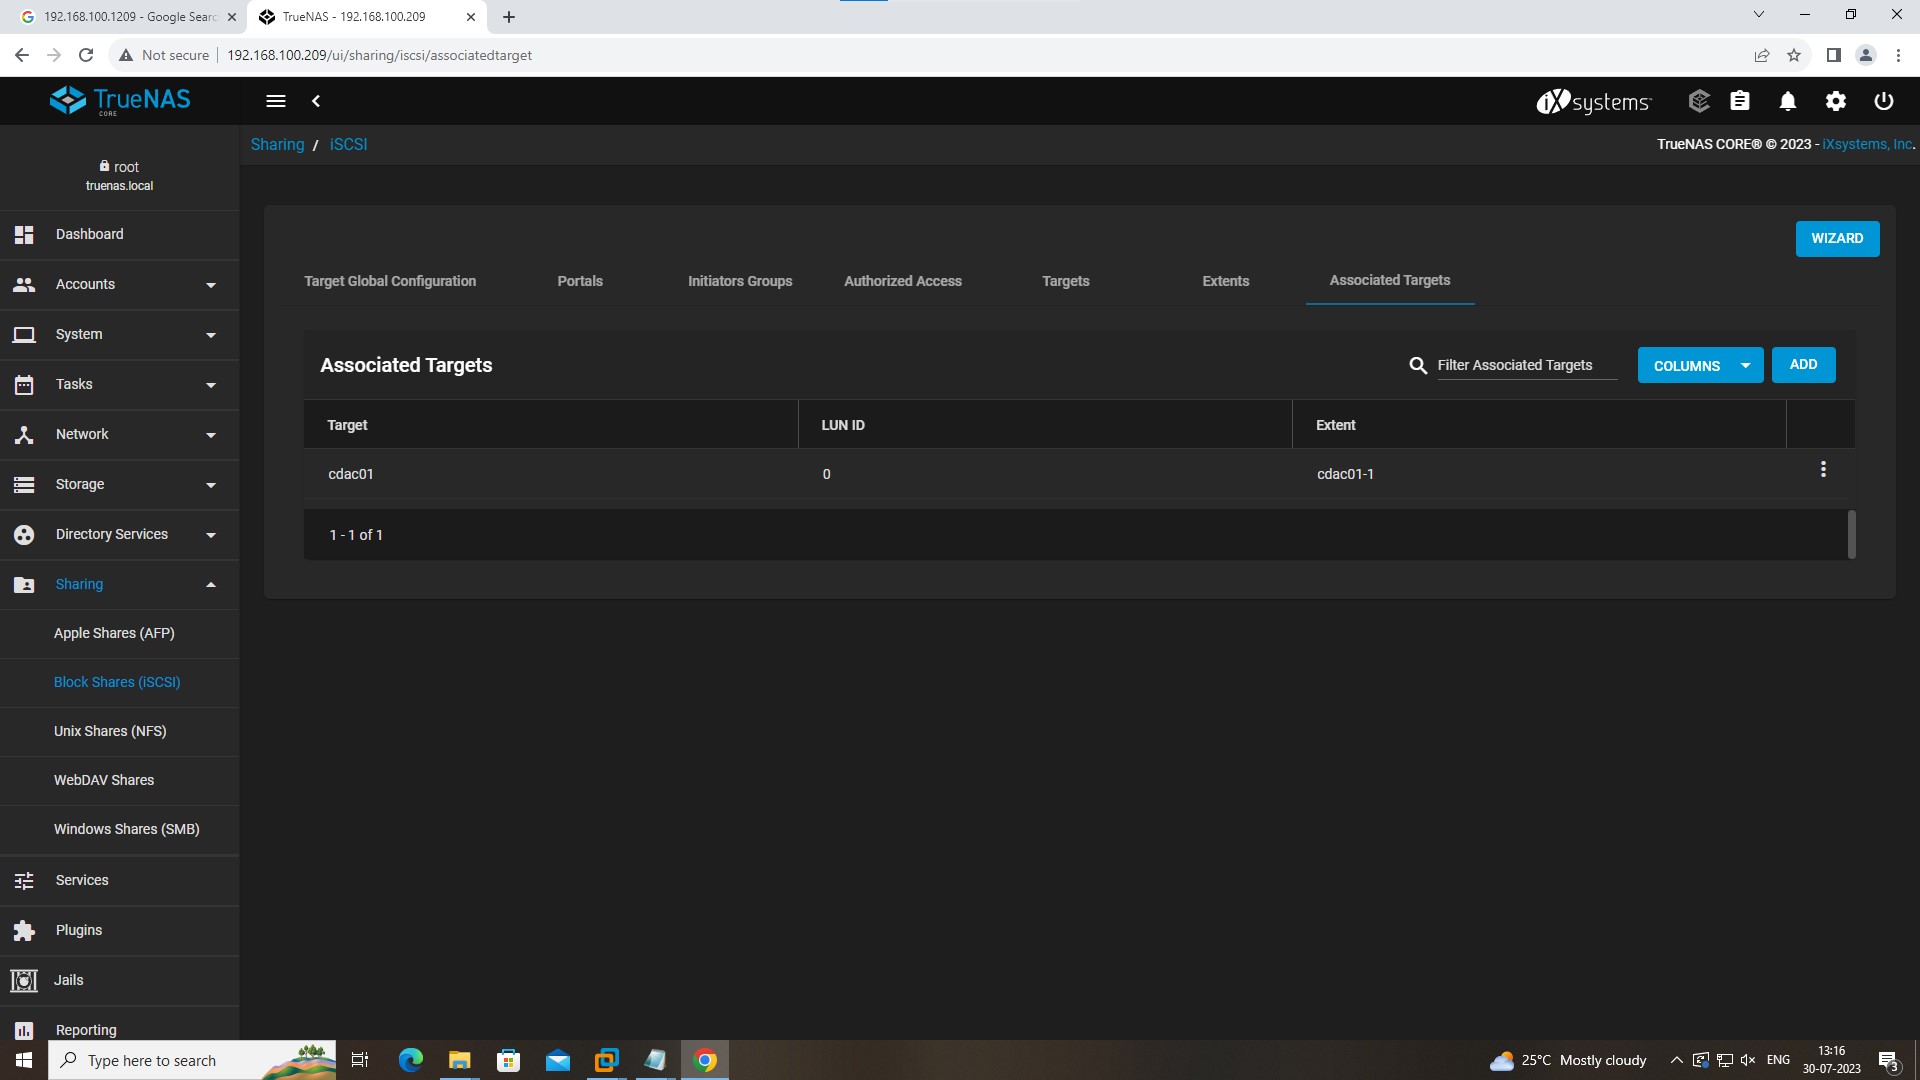 192.168.100.1209 - Google Searc
TrueNAS - 192.168.100.209
Not secure
192.168.100.209/ui/sharing/iscsi/associatedtarget
TrueNAS
CORE
iXsystems
root
truenas.local
Sharing / iSCSI
TrueNAS CORE® © 2023 - iXsystems, Inc.
Dashboard
Accounts
System
Tasks
Network
Storage
Directory Services
Sharing
Apple Shares (AFP)
Block Shares (iSCSI)
Unix Shares (NFS)
WebDAV Shares
Windows Shares (SMB)
Services
Plugins
Jails
Reporting
WIZARD
Target Global Configuration
Portals
Initiators Groups
Authorized Access
Targets
Extents
Associated Targets
Associated Targets
Filter Associated Targets
COLUMNS
ADD
Target
LUN ID
Extent
cdac01
0
cdac01-1
1 - 1 of 1
Type here to search
25°C Mostly cloudy
ENG
13:16
30-07-2023
3